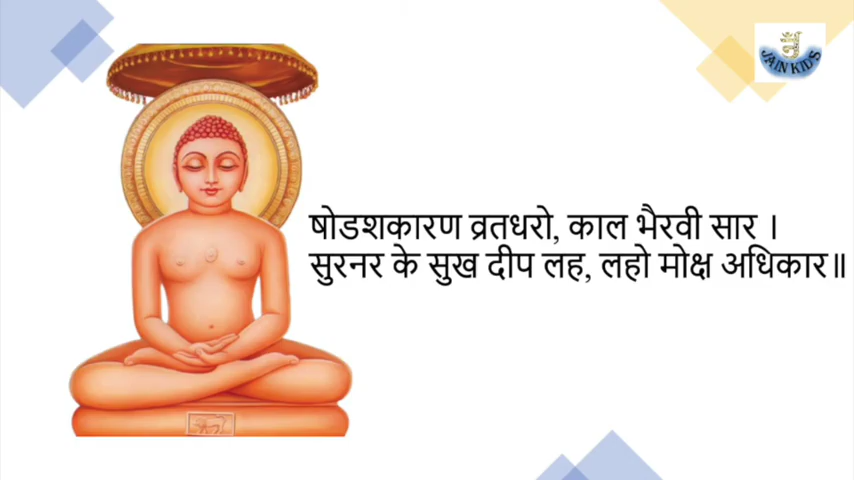 षोडशकारण व्रतधरो, काल भैरवी सार ।
सुरनर के सुख दीप लह, लहो मोक्ष अधिकार॥
JAIN KIDS